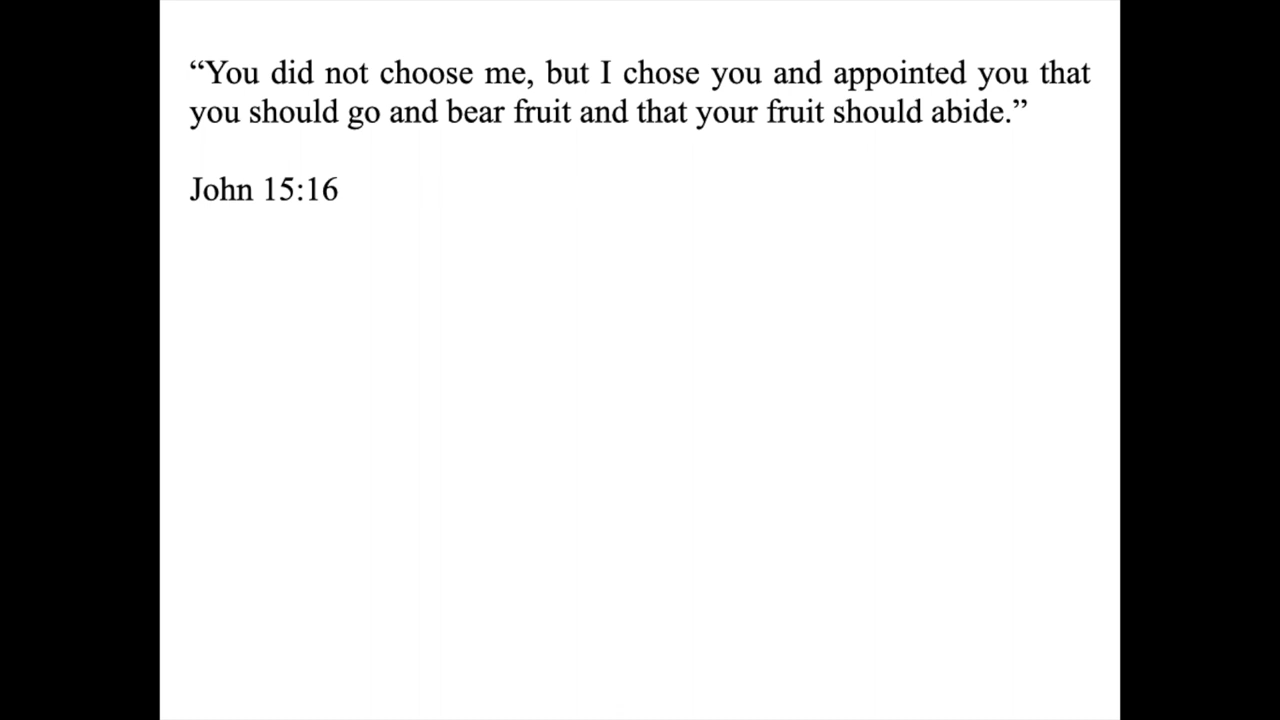 “You did not choose me, but I chose you and appointed you that
you should go and bear fruit and that your fruit should abide.”
John 15:16